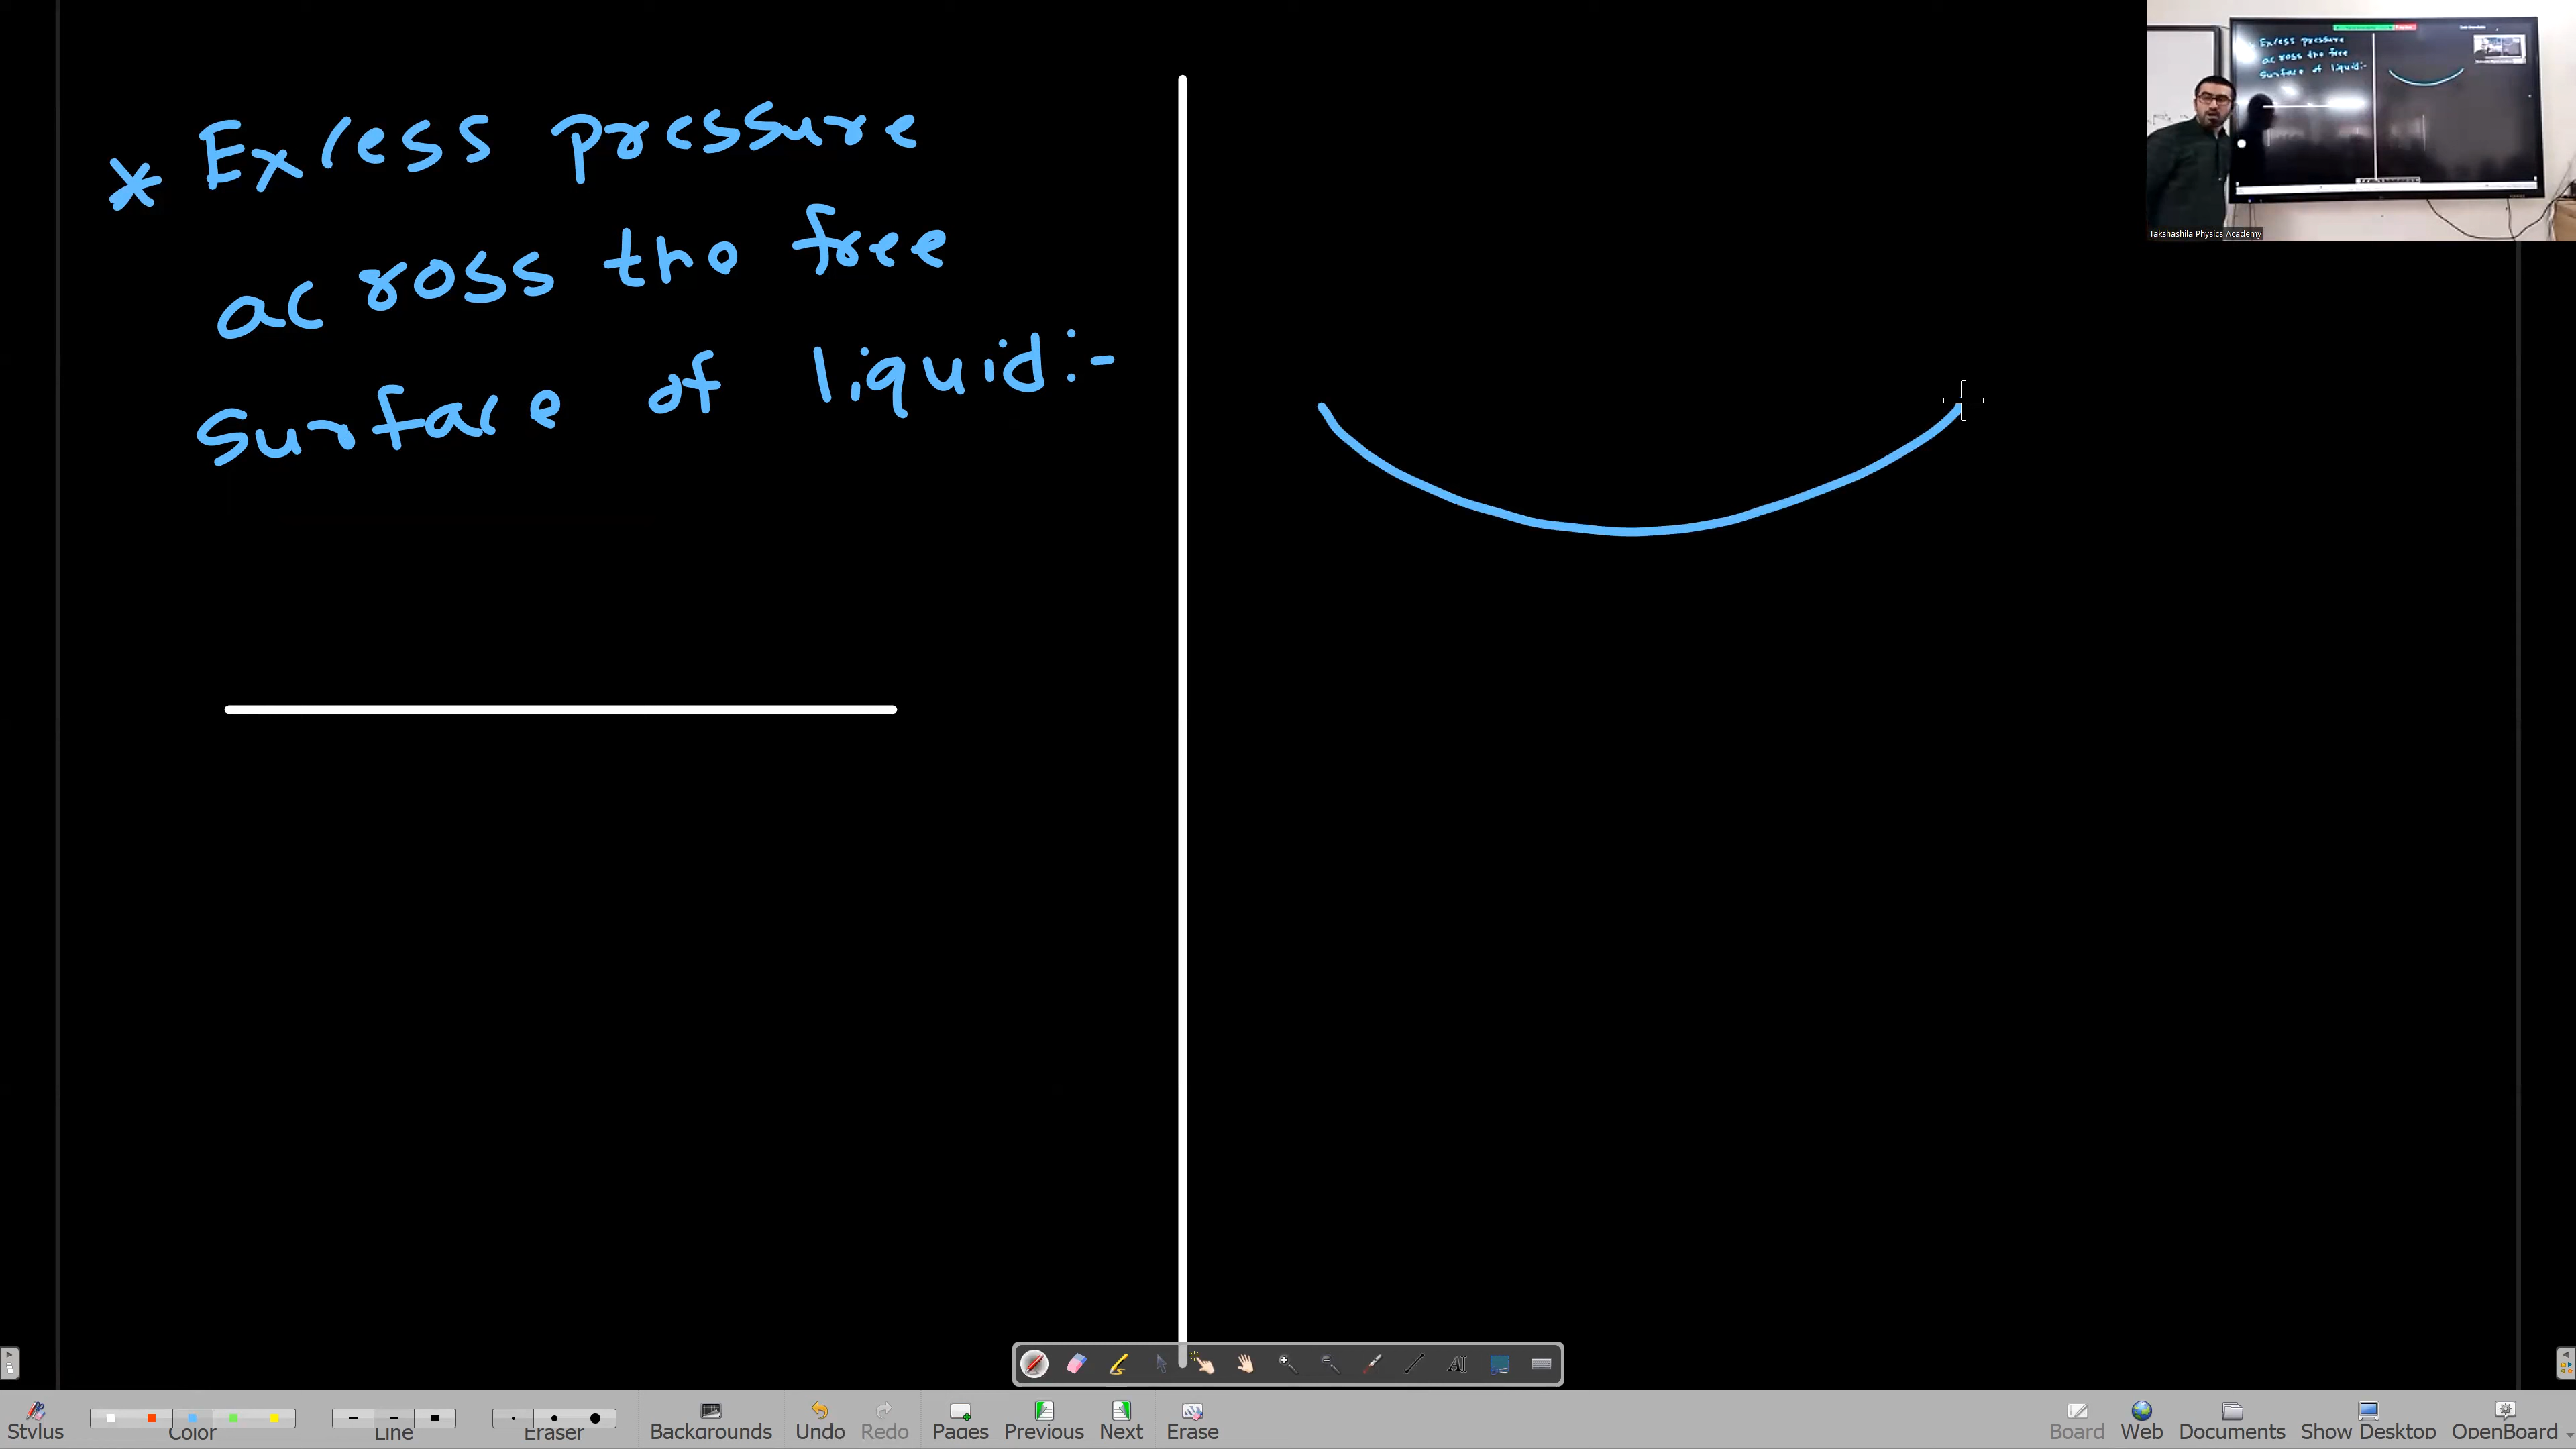 * Excess pressure
across the free
surface of liquid:-
Takshashila Physics Academy
Stylus
Color
Line
Eraser
Backgrounds
Undo
Redo
Pages
Previous
Next
Erase
Board
Web
Documents
Show Desktop
OpenBoard